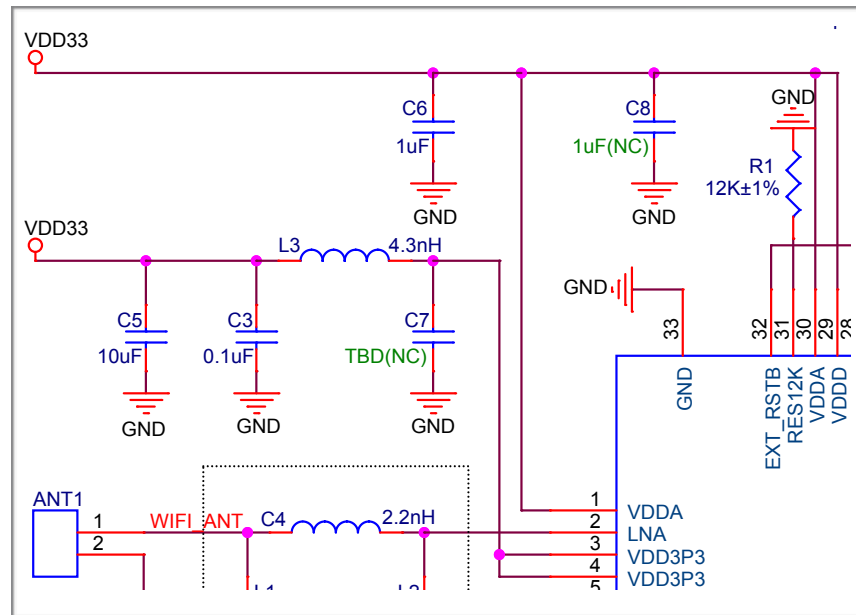 VDD33
C6
1uF
GND
C8
1uF(NC)
GND
GND
R1
12K±1%
VDD33
L3
4.3nH
C5
10uF
GND
C3
0.1uF
GND
C7
TBD(NC)
GND
GND
33
32
31
30
29
28
GND
EXT_RSTB
RES12K
VDDA
VDDD
ANT1
1
2
WIFI_ANT
C4
2.2nH
1
2
3
4
5
VDDA
LNA
VDD3P3
VDD3P3